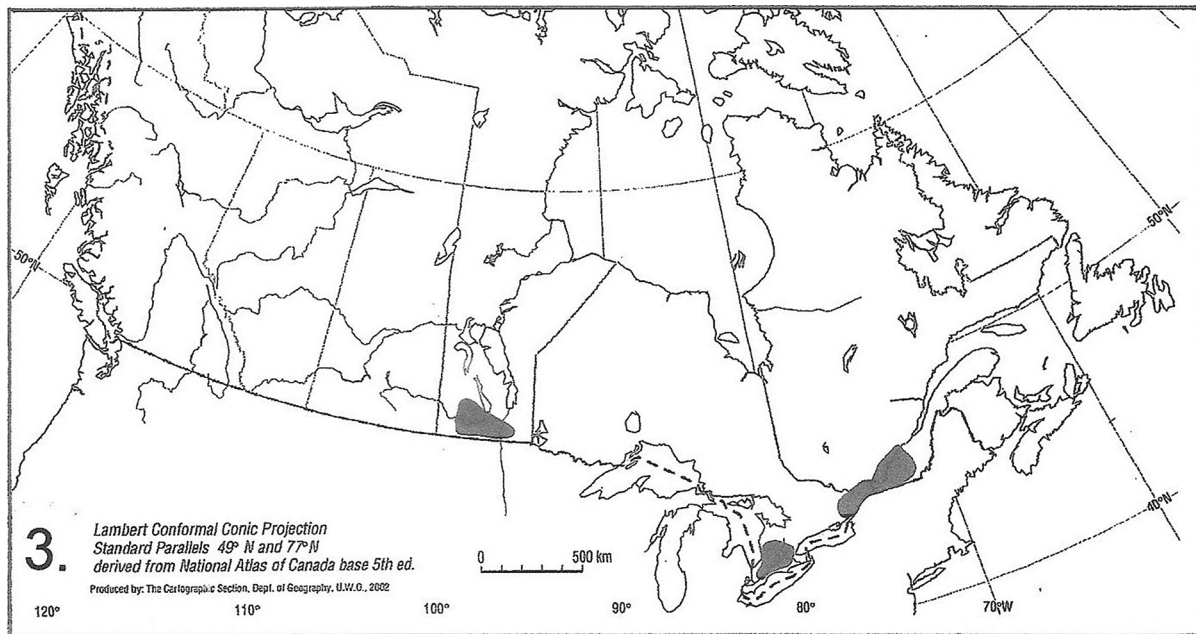 50°N
50°N
40°N
3.
Lambert Conformal Conic Projection
Standard Parallels 49° N and 77°N
derived from National Atlas of Canada base 5th ed.
Produced by: The Cartographic Section, Dept. of Geography, U.W.O., 2002
0 500 km
120° 110° 100° 90° 80° 70°W